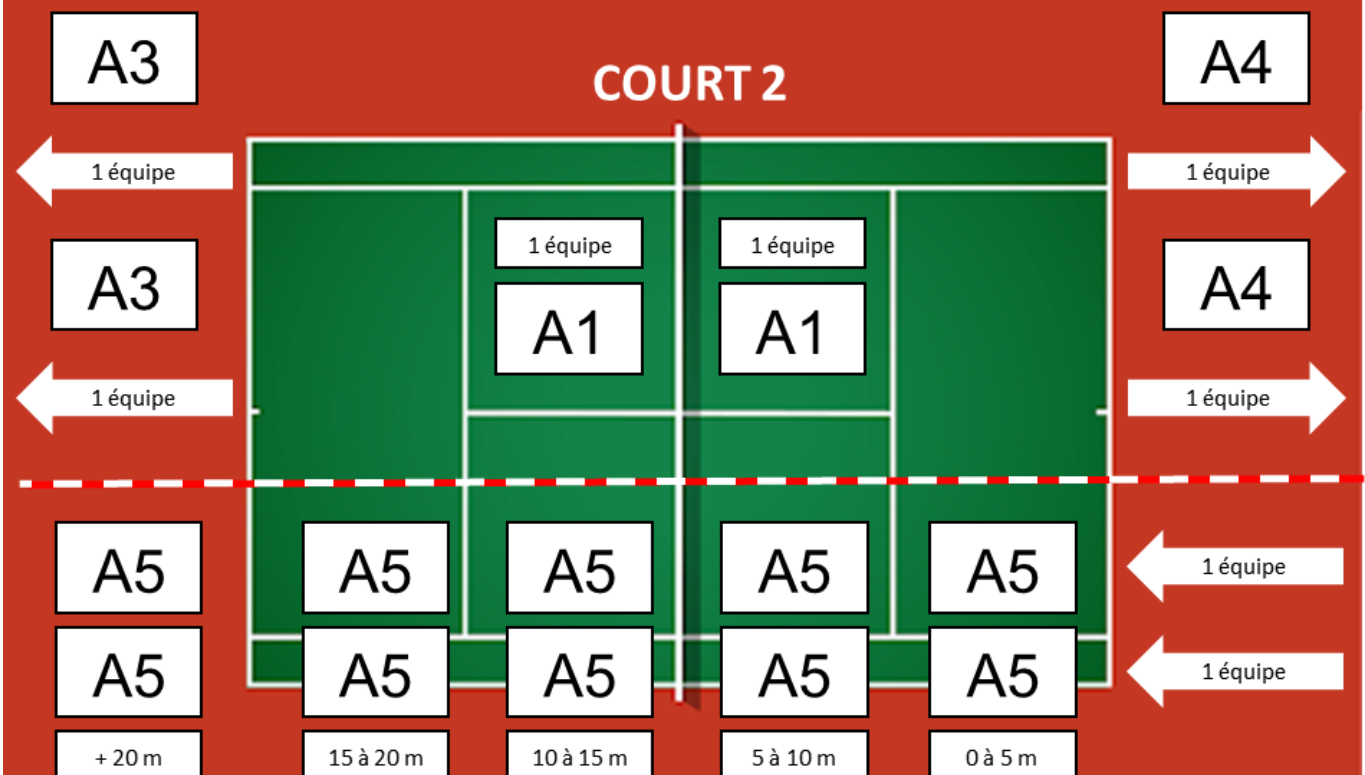 A3
A4
COURT 2
1 équipe
1 équipe
1 équipe
1 équipe
A3
A1
A1
A4
1 équipe
1 équipe
A5
A5
A5
A5
A5
1 équipe
A5
A5
A5
A5
A5
1 équipe
+ 20 m
15 à 20 m
10 à 15 m
5 à 10 m
0 à 5 m